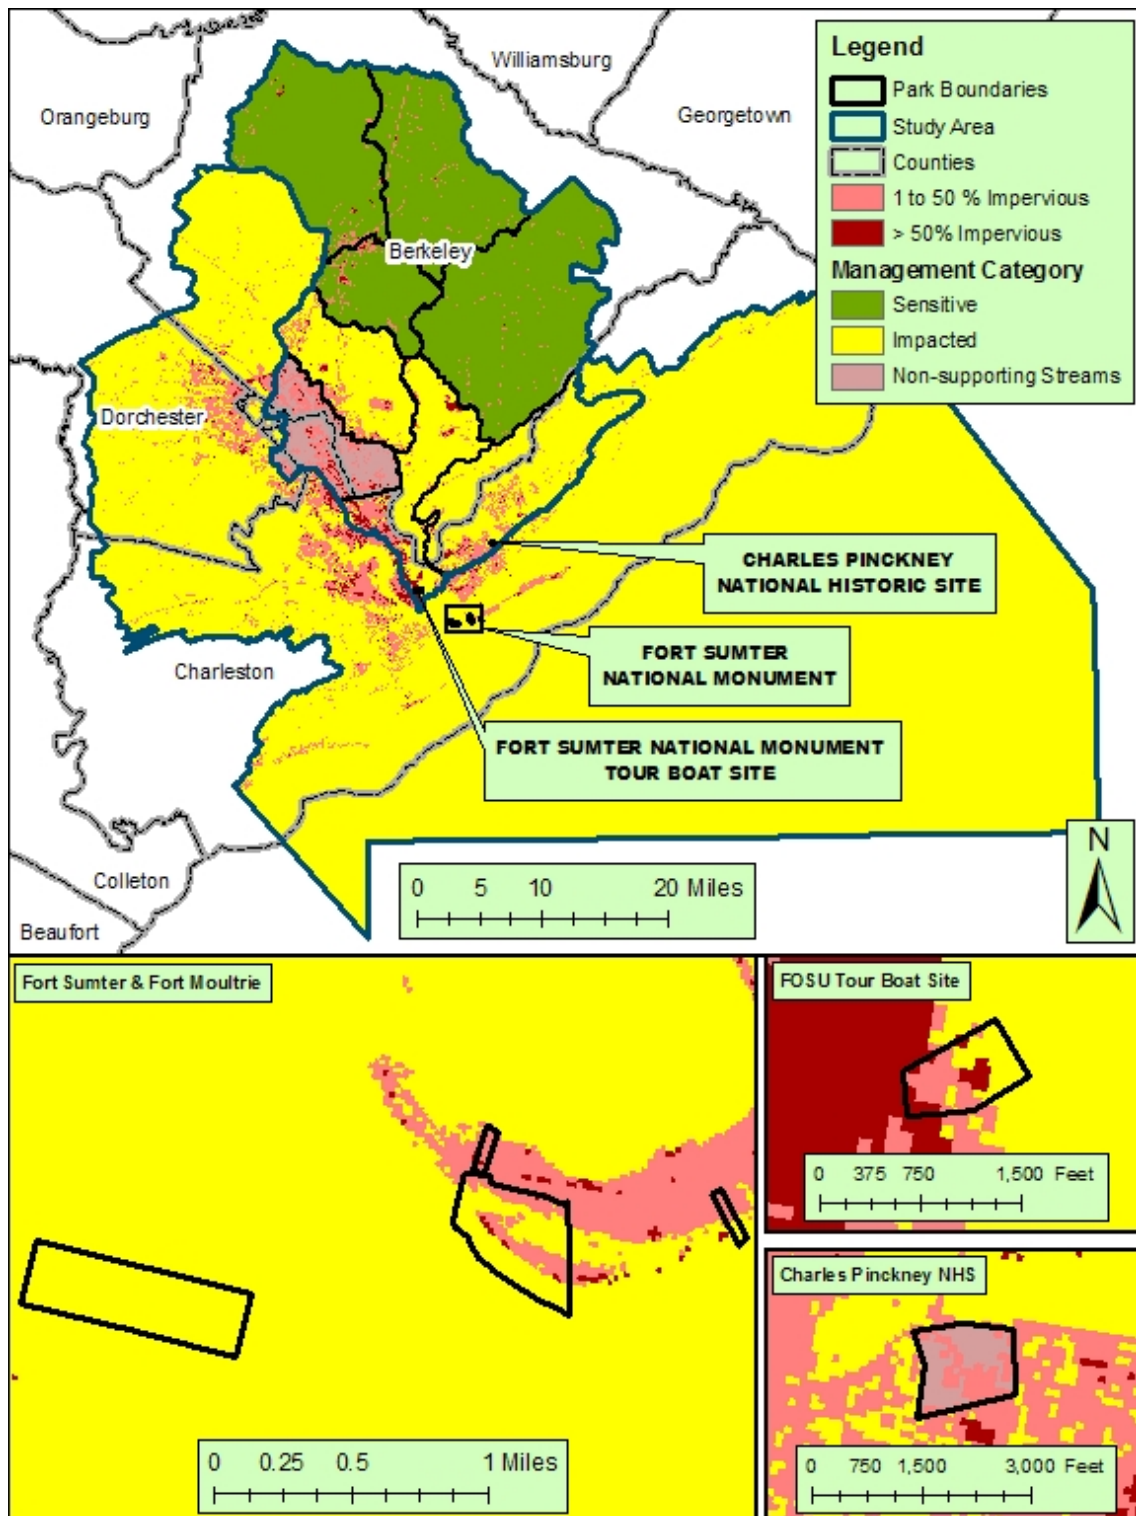 Williamsburg
Orangeburg
Georgetown
Berkeley
Dorchester
Charleston
Colleton
Beaufort
Legend
Park Boundaries
Study Area
Counties
1 to 50 % Impervious
> 50% Impervious
Management Category
Sensitive
Impacted
Non-supporting Streams
CHARLES PINCKNEY
NATIONAL HISTORIC SITE
FORT SUMTER
NATIONAL MONUMENT
FORT SUMTER NATIONAL MONUMENT
TOUR BOAT SITE
0 5 10 20 Miles
N
Fort Sumter & Fort Moultrie
0 0.25 0.5 1 Miles
FOSU Tour Boat Site
0 375 750 1,500 Feet
Charles Pinckney NHS
0 750 1,500 3,000 Feet